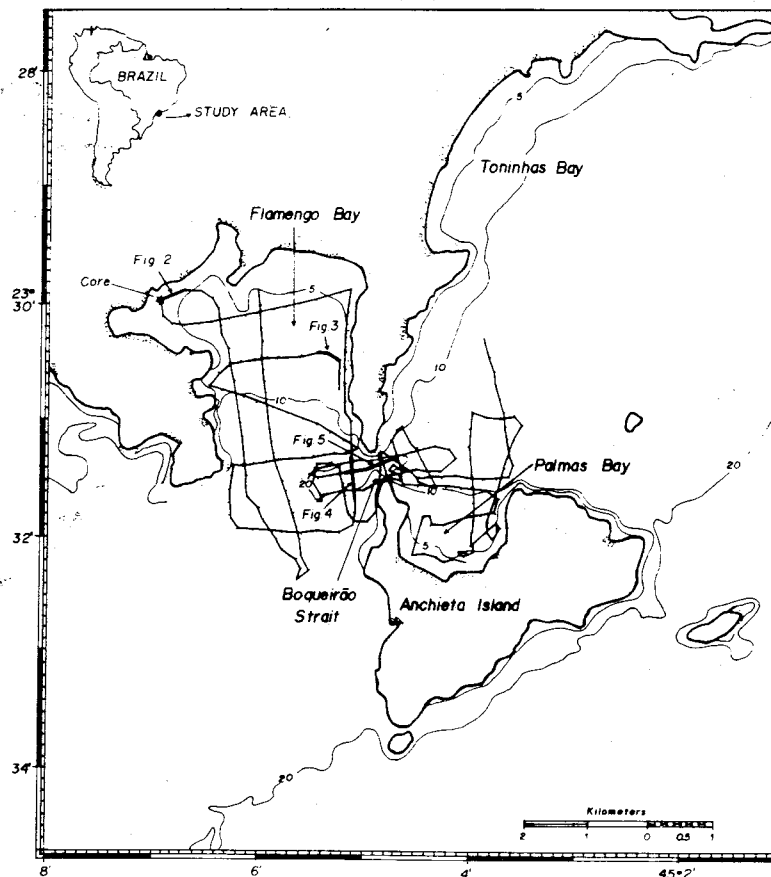 28'
BRAZIL
STUDY AREA
5
Toninhas Bay
Flamengo Bay
Fig 2
Core
23°
30'
5
Fig. 3
10
10
Fig. 5
20
Palmas Bay
10
20
32'
Fig 4
5
Boqueirão
Strait
Anchieta Island
34'
20
Kilometers
2 1 0 0.5 1
8' 6' 4' 45° 2'